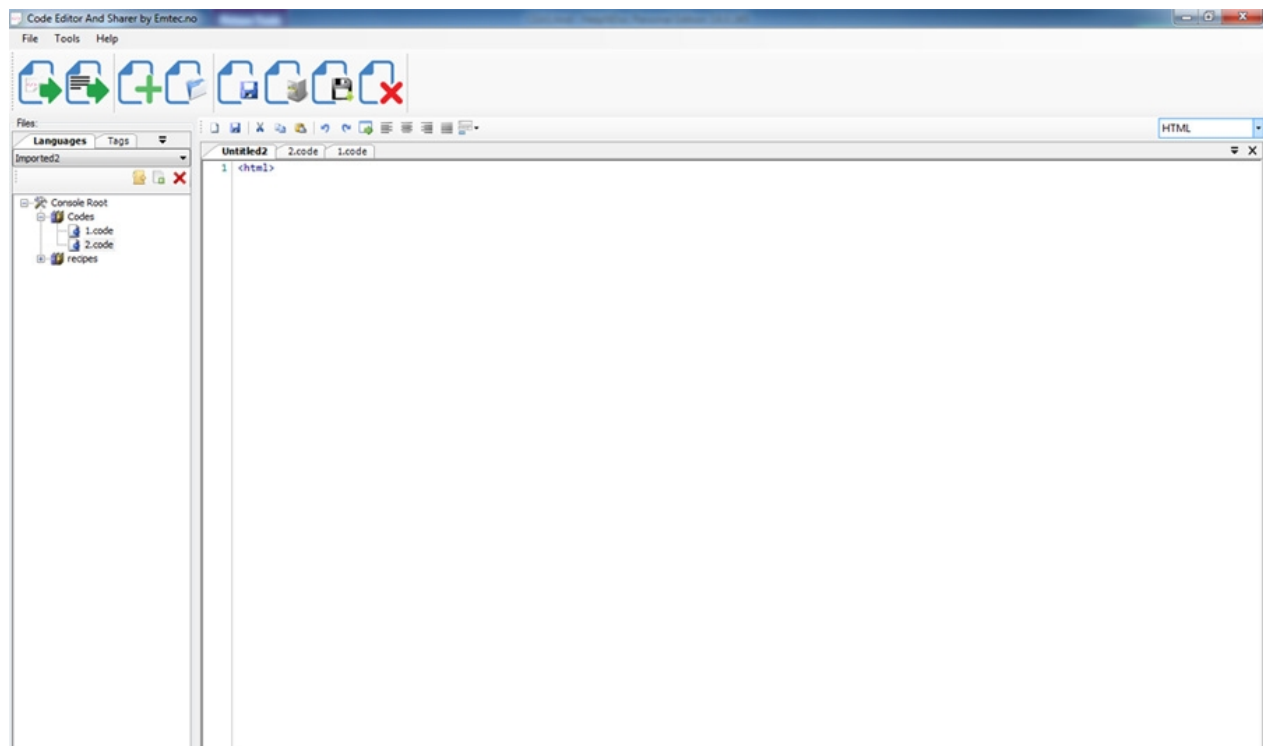 Code Editor And Sharer by Emtec.no
File Tools Help
Files:
Languages Tags
Imported2
Console Root
Codes
1.code
2.code
recipes
HTML
Untitled2 2.code 1.code
1 <html>